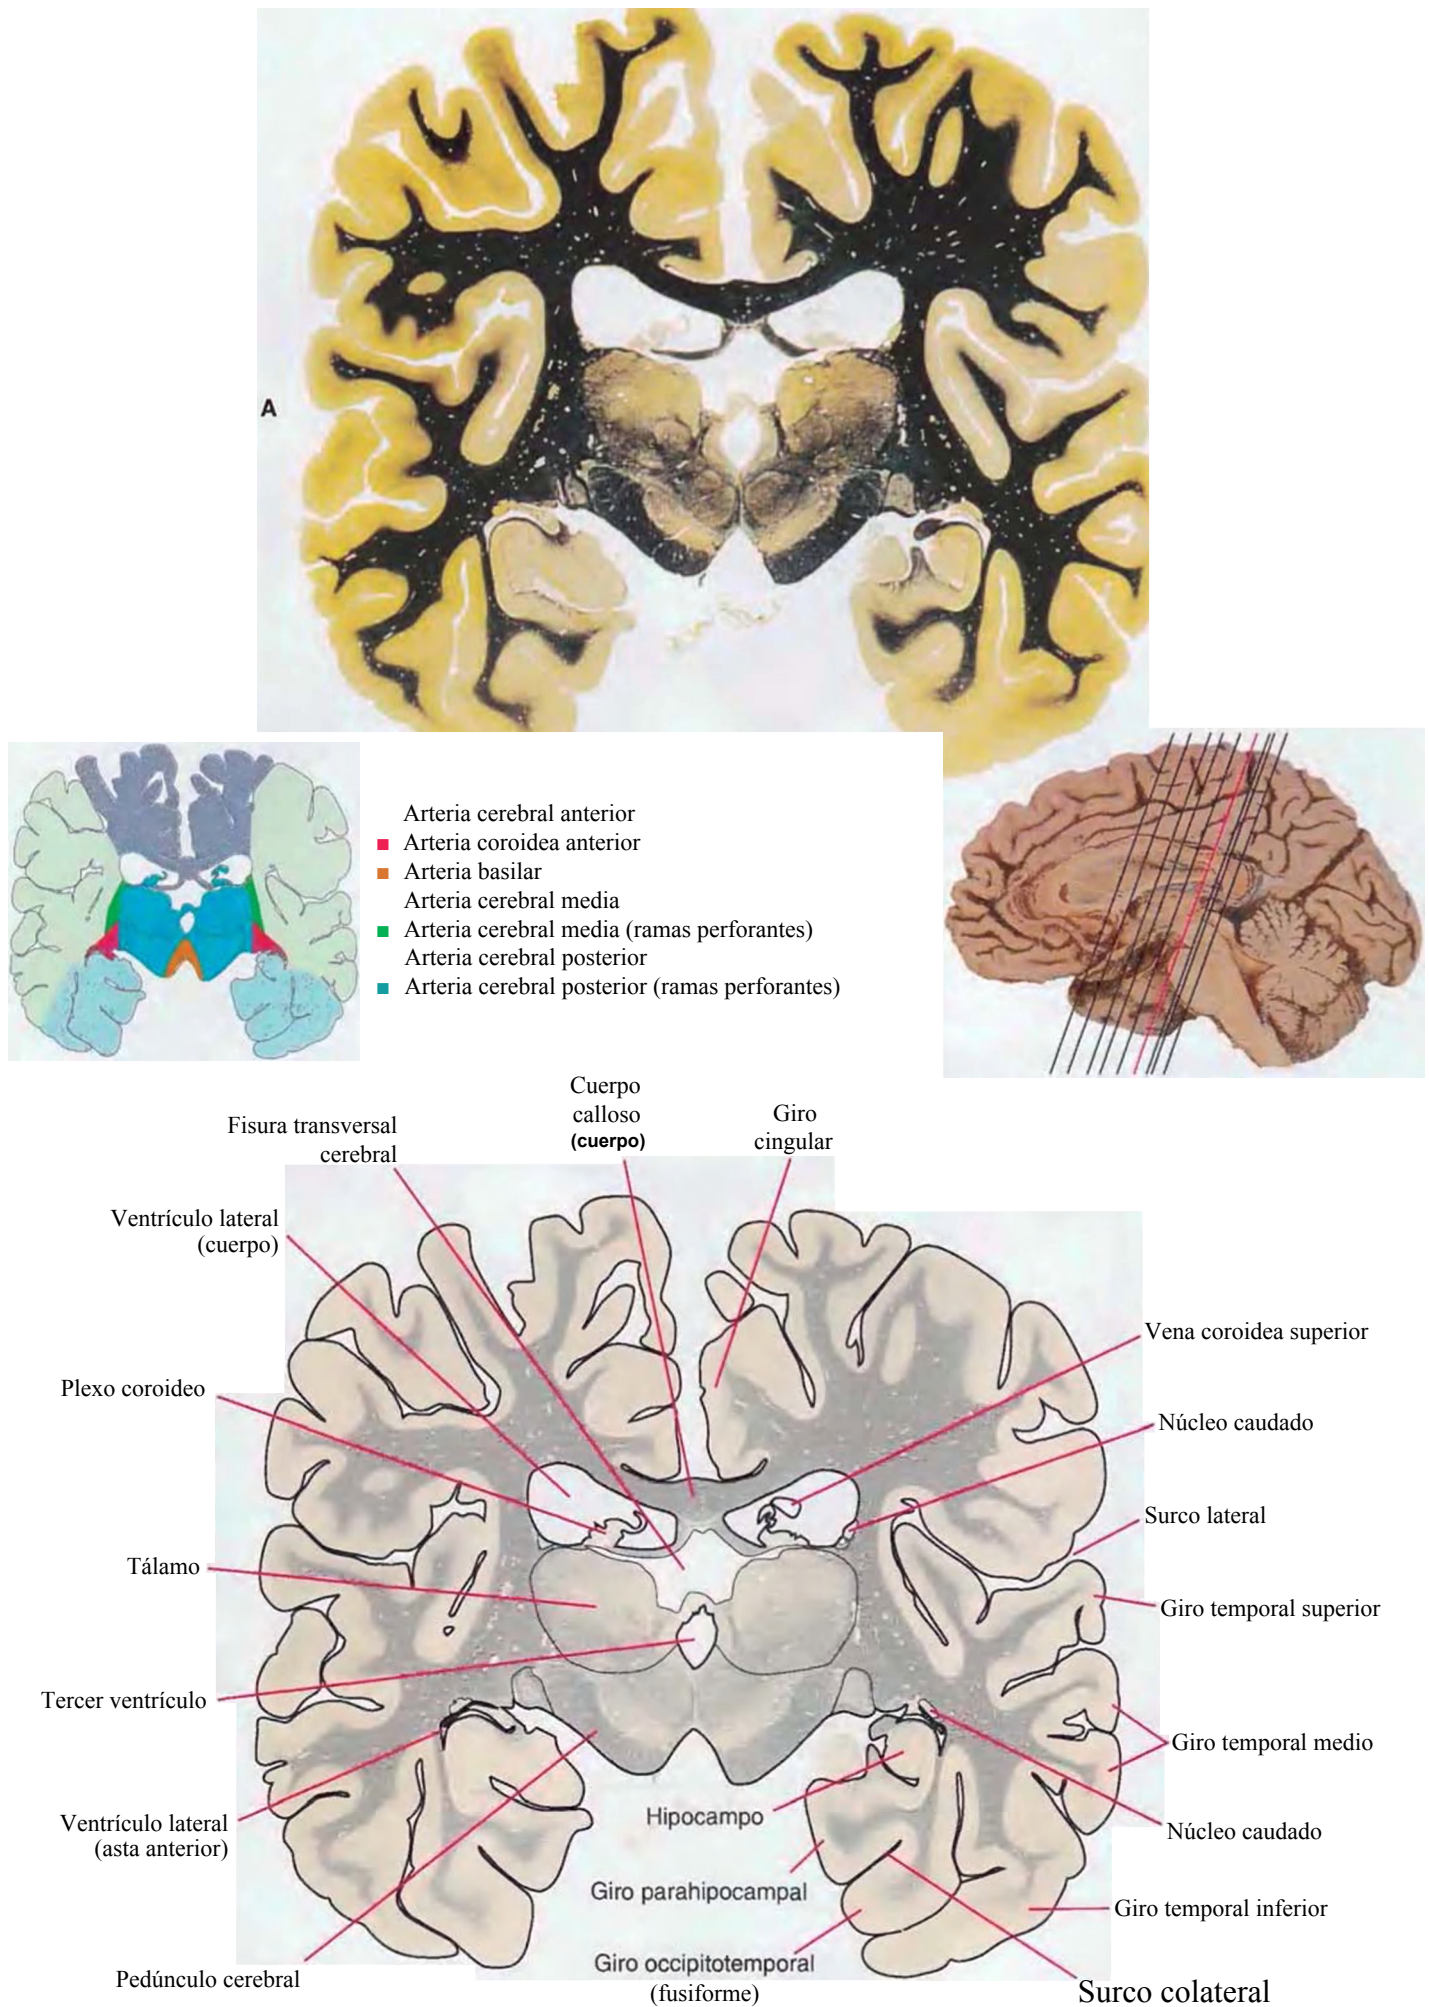 A
Arteria cerebral anterior
Arteria coroidea anterior
Arteria basilar
Arteria cerebral media
Arteria cerebral media (ramas perforantes)
Arteria cerebral posterior
Arteria cerebral posterior (ramas perforantes)
Cuerpo
calloso
(cuerpo)
Giro
cingular
Fisura transversal
cerebral
Ventrículo lateral
(cuerpo)
Vena coroidea superior
Plexo coroideo
Núcleo caudado
Surco lateral
Tálamo
Giro temporal superior
Tercer ventrículo
Giro temporal medio
Ventrículo lateral
(asta anterior)
Hipocampo
Núcleo caudado
Giro parahipocampal
Giro temporal inferior
Giro occipitotemporal
(fusiforme)
Pedúnculo cerebral
Surco colateral